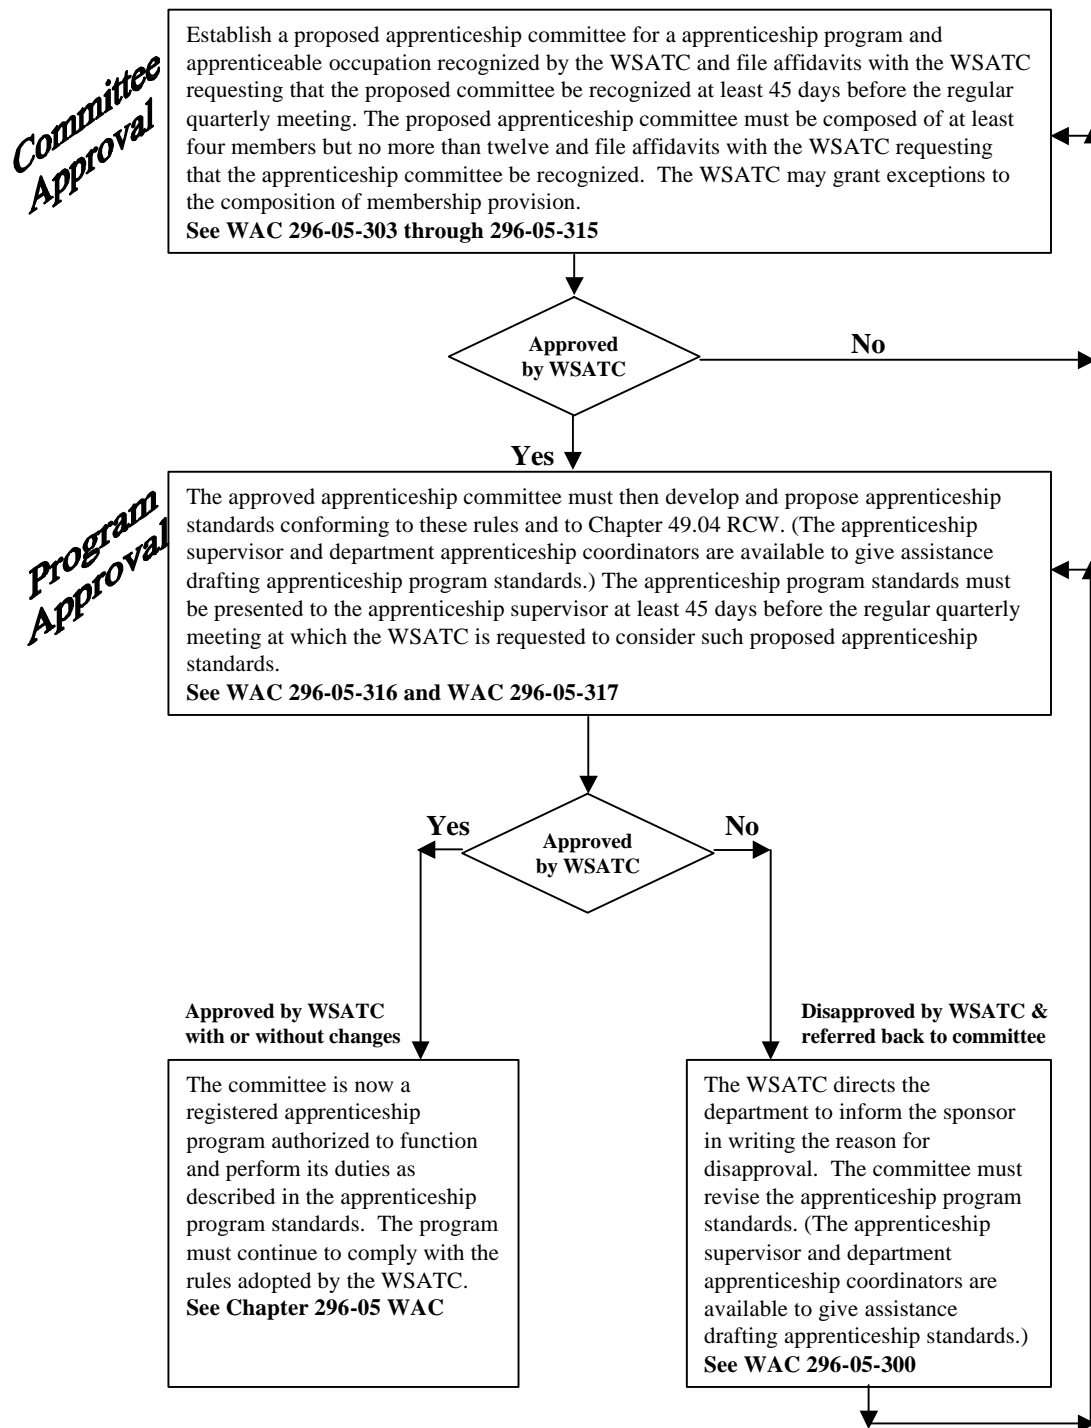 Committee
Approval
Establish a proposed apprenticeship committee for a apprenticeship program and
apprenticeable occupation recognized by the WSATC and file affidavits with the WSATC
requesting that the proposed committee be recognized at least 45 days before the regular
quarterly meeting. The proposed apprenticeship committee must be composed of at least
four members but no more than twelve and file affidavits with the WSATC requesting
that the apprenticeship committee be recognized.  The WSATC may grant exceptions to
the composition of membership provision.
See WAC 296-05-303 through 296-05-315
Approved
by WSATC
No
Yes
Program
Approval
The approved apprenticeship committee must then develop and propose apprenticeship
standards conforming to these rules and to Chapter 49.04 RCW. (The apprenticeship
supervisor and department apprenticeship coordinators are available to give assistance
drafting apprenticeship program standards.) The apprenticeship program standards must
be presented to the apprenticeship supervisor at least 45 days before the regular quarterly
meeting at which the WSATC is requested to consider such proposed apprenticeship
standards.
See WAC 296-05-316 and WAC 296-05-317
Yes
Approved
by WSATC
No
Approved by WSATC
with or without changes
The committee is now a
registered apprenticeship
program authorized to function
and perform its duties as
described in the apprenticeship
program standards.  The program
must continue to comply with the
rules adopted by the WSATC.
See Chapter 296-05 WAC
Disapproved by WSATC &
referred back to committee
The WSATC directs the
department to inform the sponsor
in writing the reason for
disapproval.  The committee must
revise the apprenticeship program
standards. (The apprenticeship
supervisor and department
apprenticeship coordinators are
available to give assistance
drafting apprenticeship standards.)
See WAC 296-05-300